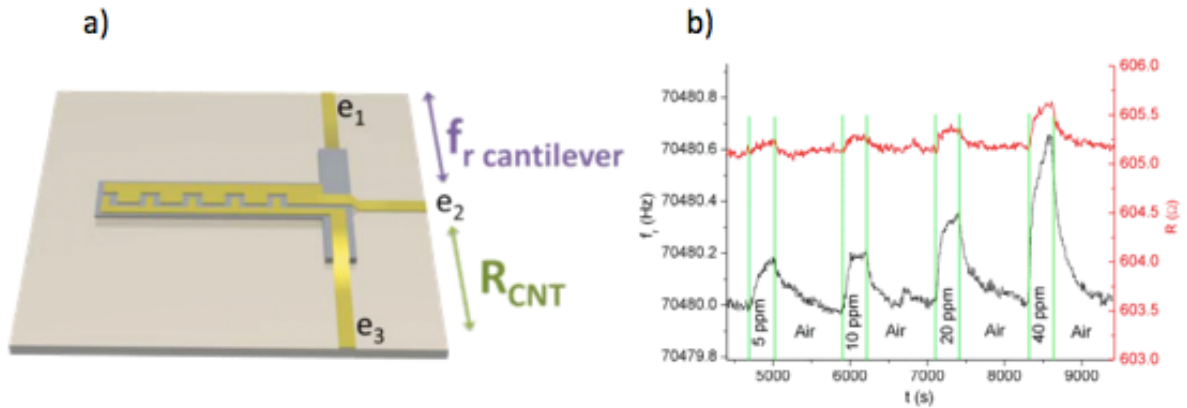 a)
e1
fr cantilever
e2
RCNT
e3
b)
fr (Hz)
70480.8
70480.6
70480.4
70480.2
70480.0
70479.8
5 ppm
Air
10 ppm
Air
20 ppm
Air
40 ppm
Air
5000
6000
7000
8000
9000
t (s)
606.0
605.5
605.0
604.5
604.0
603.5
603.0
R (Ω)